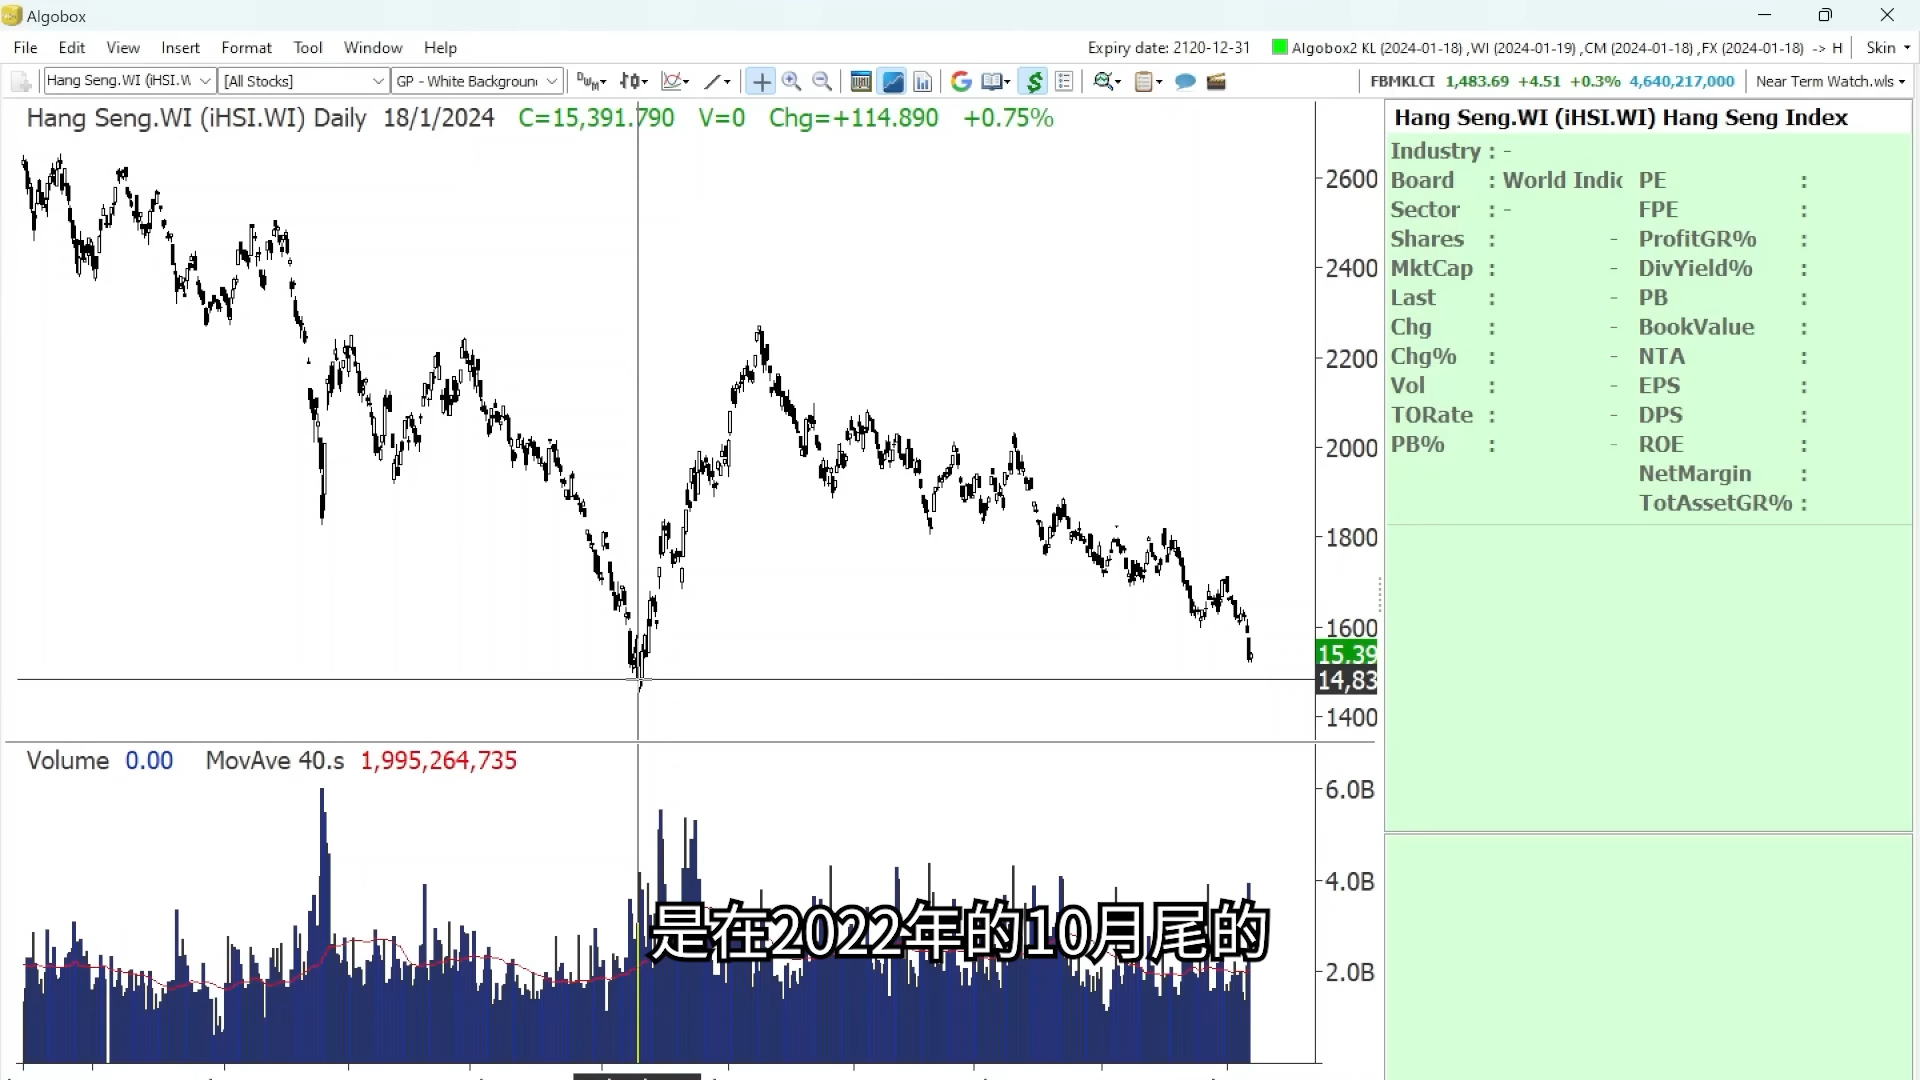 Algobox
File Edit View Insert Format Tool Window Help
Expiry date: 2120-12-31
Algobox2 KL (2024-01-18) ,WI (2024-01-19) ,CM (2024-01-18) ,FX (2024-01-18) -> H
Skin
Hang Seng.WI (iHSI.W
[All Stocks]
GP - White Background
FBMKLCI 1,483.69 +4.51 +0.3% 4,640,217,000
Near Term Watch.wls
Hang Seng.WI (iHSI.WI) Daily 18/1/2024 C=15,391.790 V=0 Chg=+114.890 +0.75%
2600
2400
2200
2000
1800
1600
15,39
14,83
1400
Volume 0.00 MovAve 40.s 1,995,264,735
6.0B
4.0B
2.0B
是在2022年的10月尾的
Hang Seng.WI (iHSI.WI) Hang Seng Index
Industry : -
Board : World Indic PE :
Sector : - FPE :
Shares : - ProfitGR% :
MktCap : - DivYield% :
Last : - PB :
Chg : - BookValue :
Chg% : - NTA :
Vol : - EPS :
TORate : - DPS :
PB% : - ROE :
NetMargin :
TotAssetGR% :